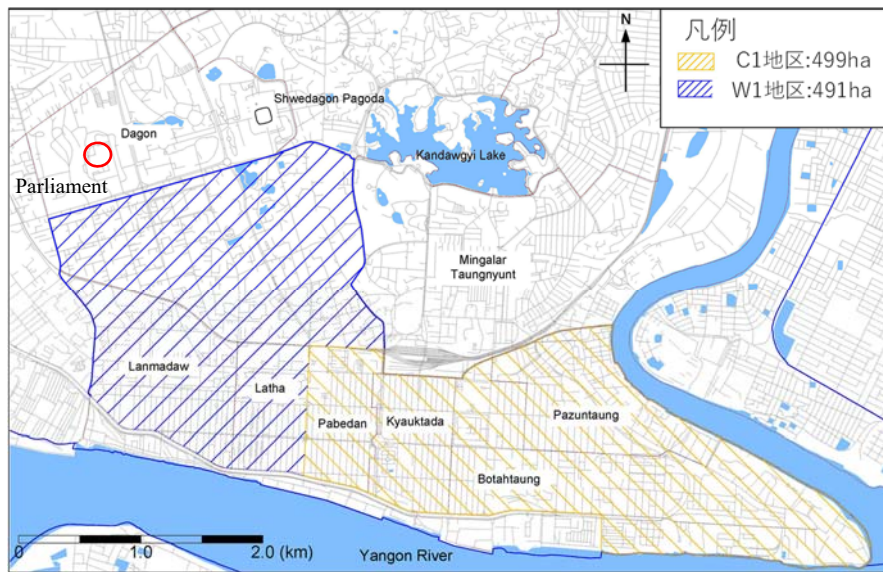 N
凡例
C1地区:499ha
W1地区:491ha
Shwedagon Pagoda
Dagon
Kandawgyi Lake
Parliament
Mingalar
Taungnyunt
Lanmadaw
Latha
Pabedan
Kyauktada
Pazuntaung
Botahtaung
0 1.0 2.0 (km)
Yangon River